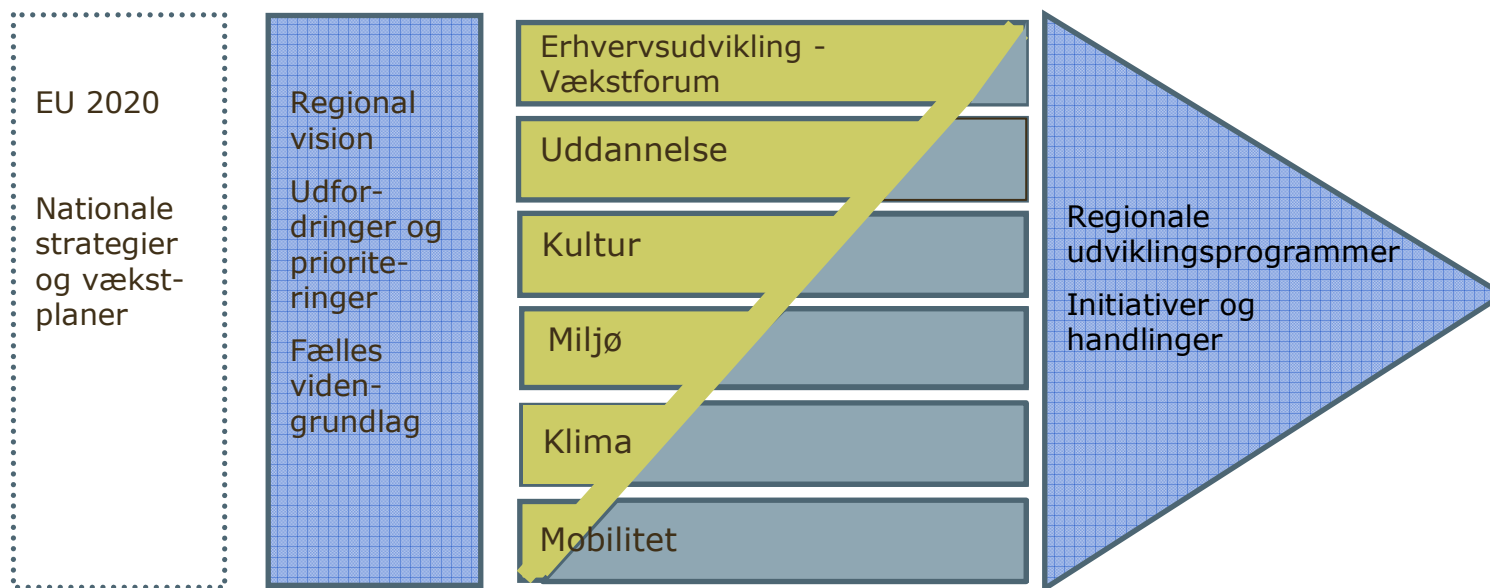 EU 2020
Nationale
strategier
og vækst-
planer
Regional
vision
Udfor-
dringer og
priorite-
ringer
Fælles
viden-
grundlag
Erhvervsudvikling -
Vækstforum
Uddannelse
Kultur
Miljø
Klima
Mobilitet
Regionale
udviklingsprogrammer
Initiativer og
handlinger